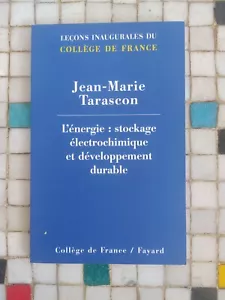 LEÇONS INAUGURALES DU
COLLÈGE DE FRANCE
Jean-Marie
Tarascon
L'énergie : stockage
électrochimique
et développement
durable
Collège de France / Fayard